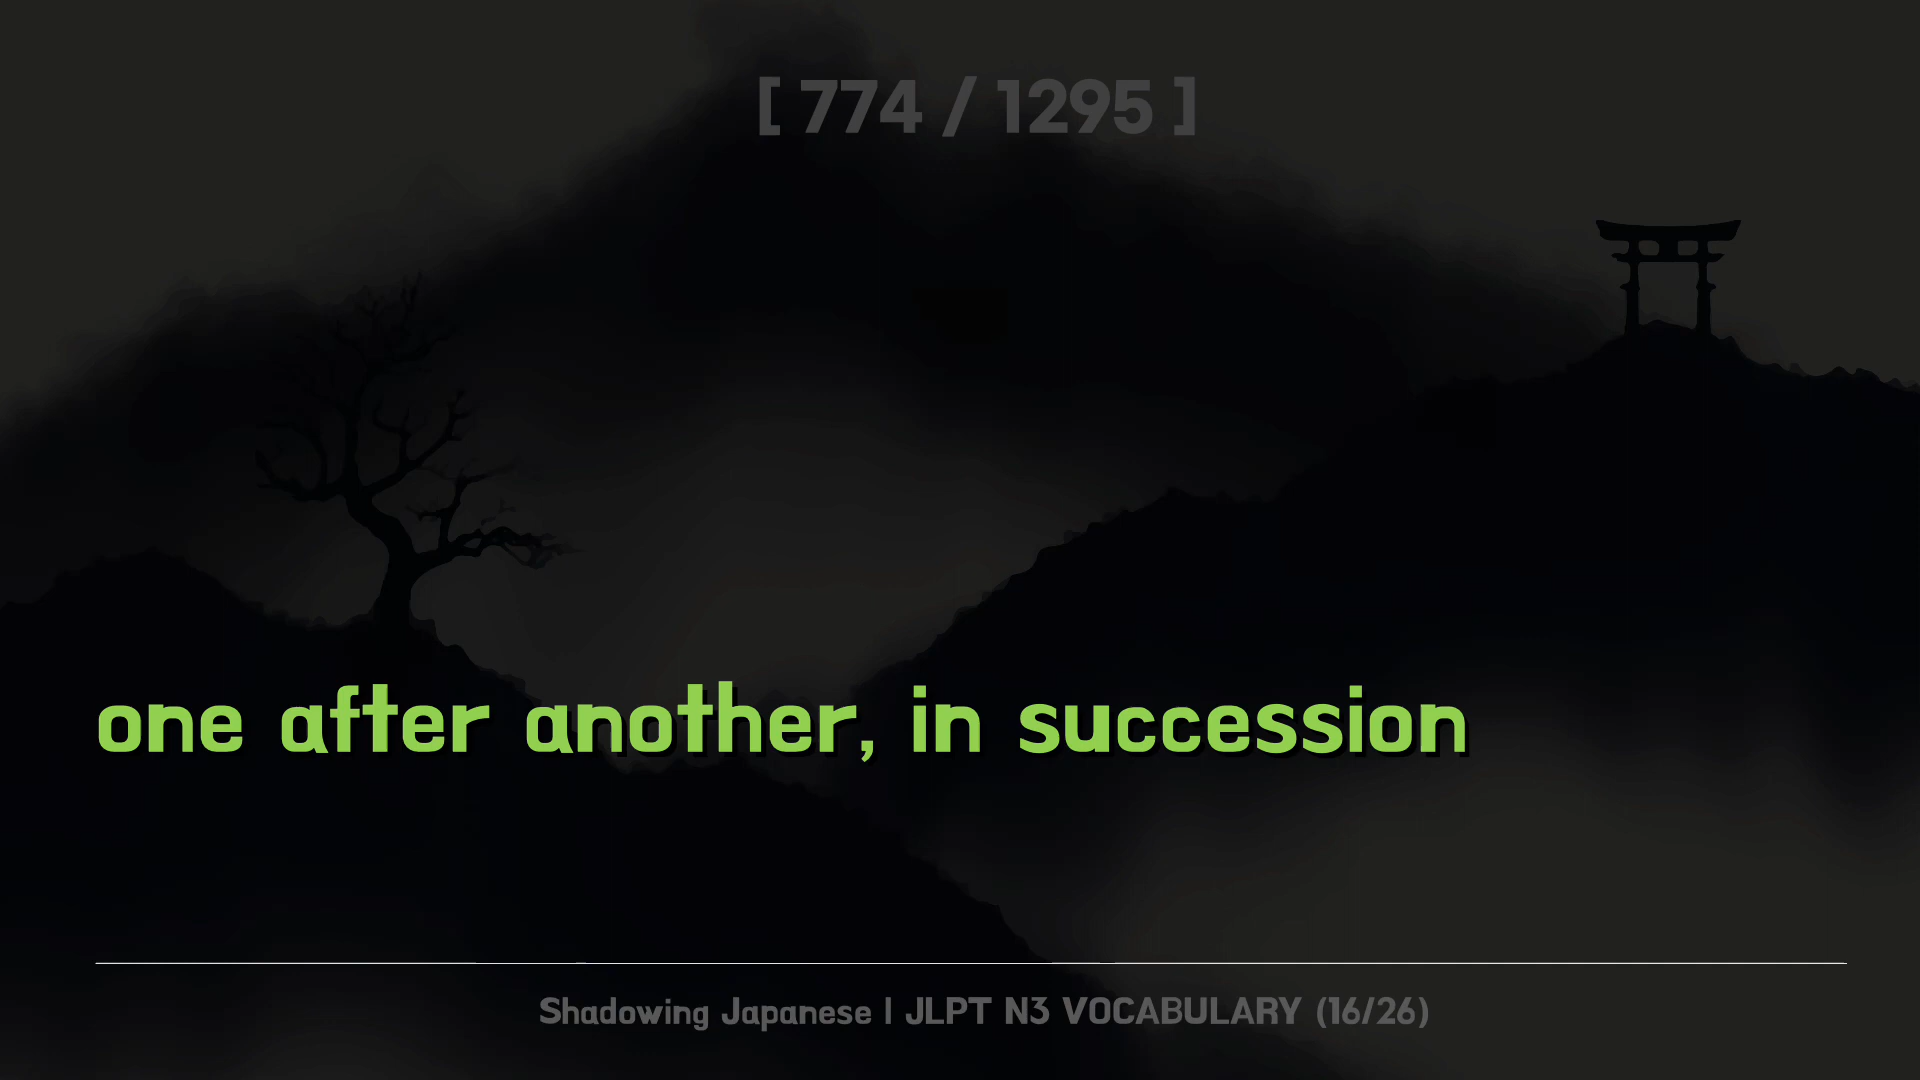 [ 774 / 1295 ]
one after another, in succession
Shadowing Japanese | JLPT N3 VOCABULARY (16/26)